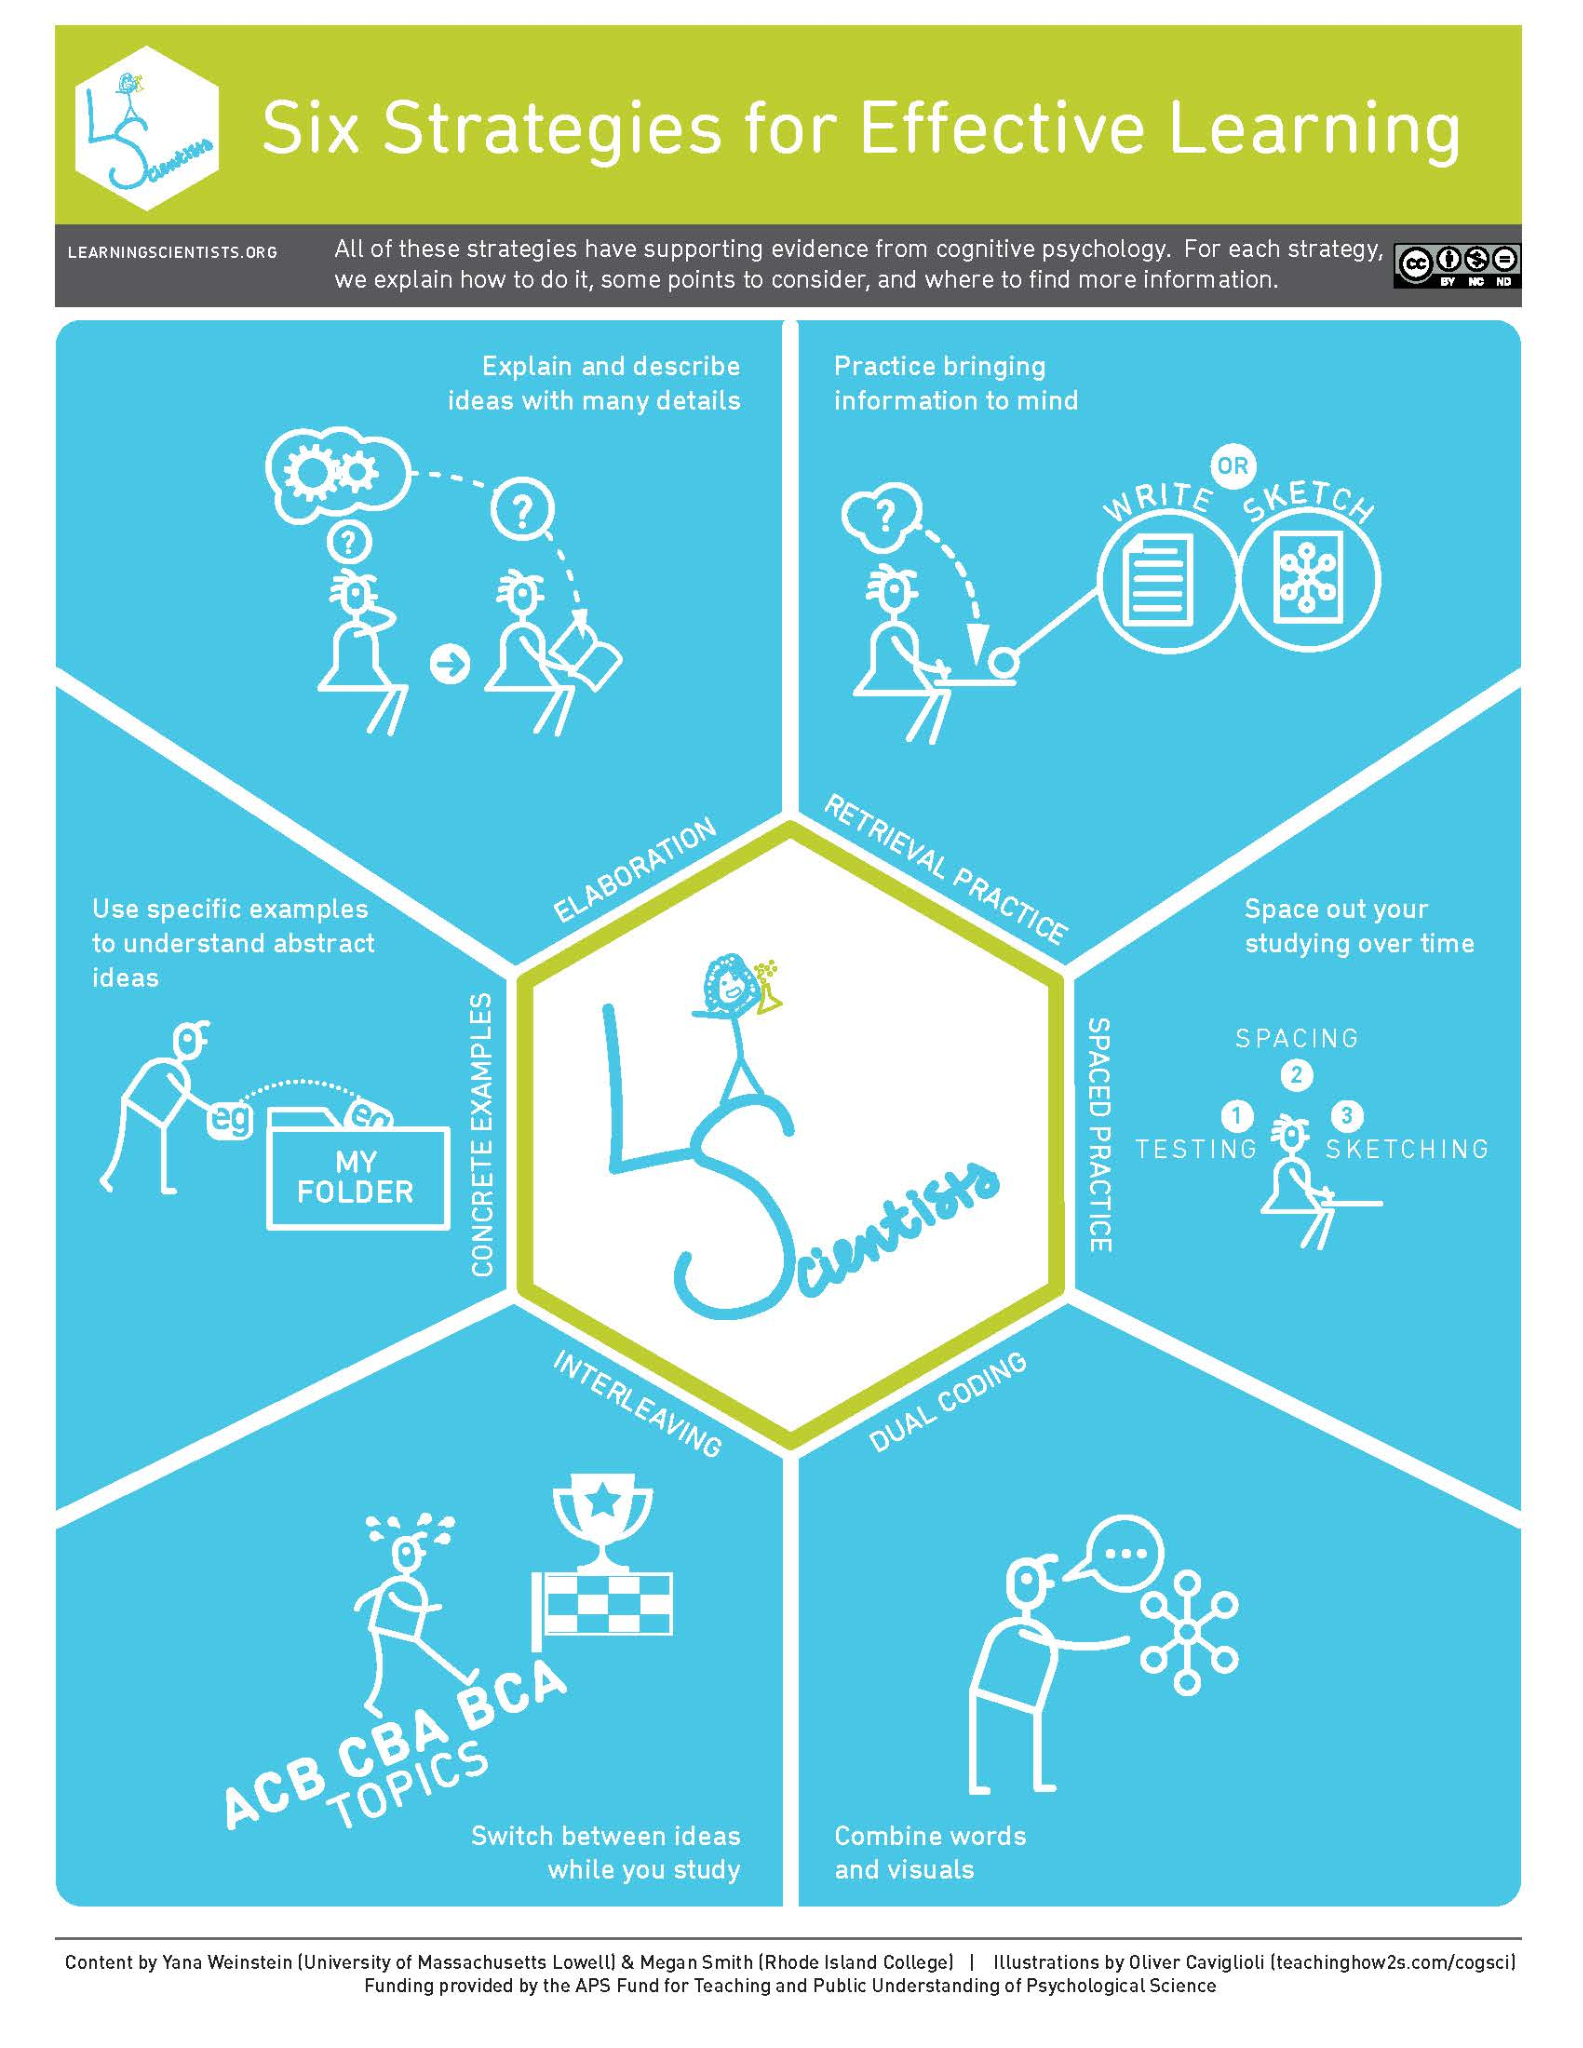 Scientists
Six Strategies for Effective Learning
LEARNINGSCIENTISTS.ORG
All of these strategies have supporting evidence from cognitive psychology. For each strategy,
we explain how to do it, some points to consider, and where to find more information.
cc
BY NC ND
Explain and describe
ideas with many details
?
?
ELABORATION
Practice bringing
information to mind
?
WRITE OR SKETCH
RETRIEVAL PRACTICE
Use specific examples
to understand abstract
ideas
eg
eg
MY
FOLDER
CONCRETE EXAMPLES
LS
Scientists
Space out your
studying over time
SPACING
2
1
3
TESTING
SKETCHING
SPACED PRACTICE
INTERLEAVING
ACB CBA BCA
TOPICS
Switch between ideas
while you study
DUAL CODING
Combine words
and visuals
Content by Yana Weinstein (University of Massachusetts Lowell) & Megan Smith (Rhode Island College) | Illustrations by Oliver Caviglioli (teachinghow2s.com/cogsci)
Funding provided by the APS Fund for Teaching and Public Understanding of Psychological Science